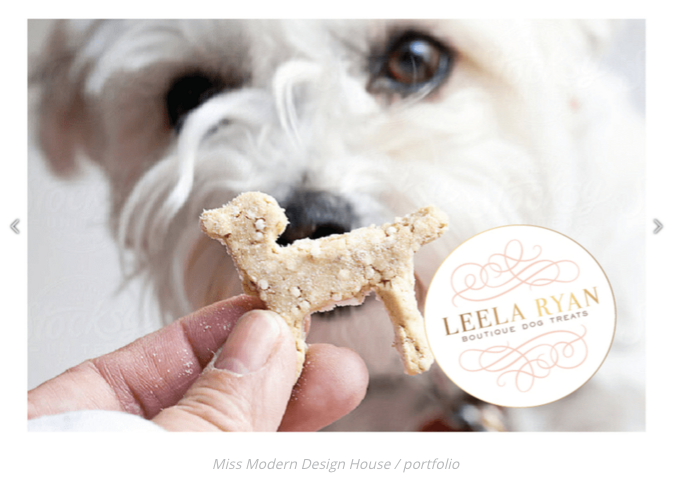 LEELA RYAN
BOUTIQUE DOG TREATS
Miss Modern Design House / portfolio